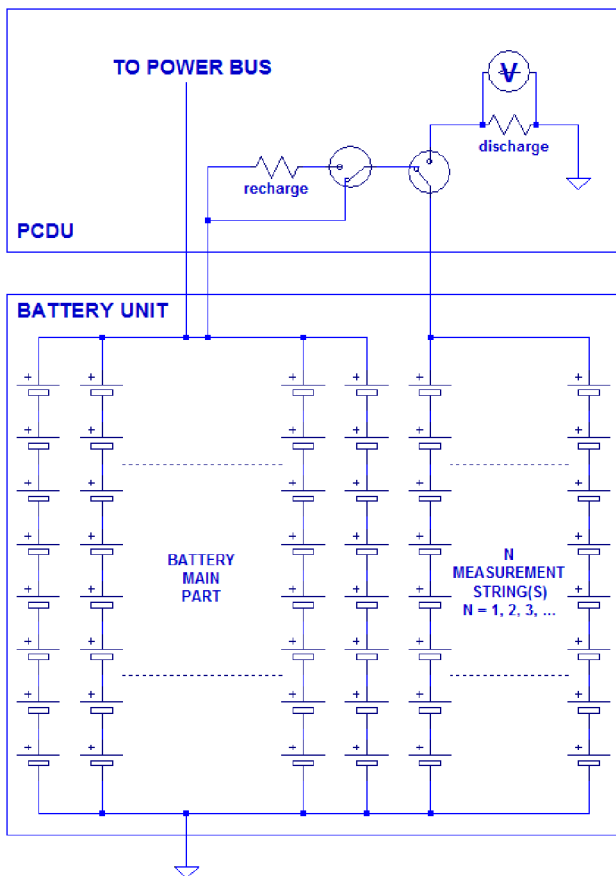 TO POWER BUS
V
discharge
recharge
PCDU
BATTERY UNIT
+ + + + + +
+ + + + + +
+ + + + + +
+ + + + + +
BATTERY
MAIN
PART
N
MEASUREMENT
STRING(S)
N = 1, 2, 3, ...
+ + + + + +
+ + + + + +
+ + + + + +
+ + + + + +